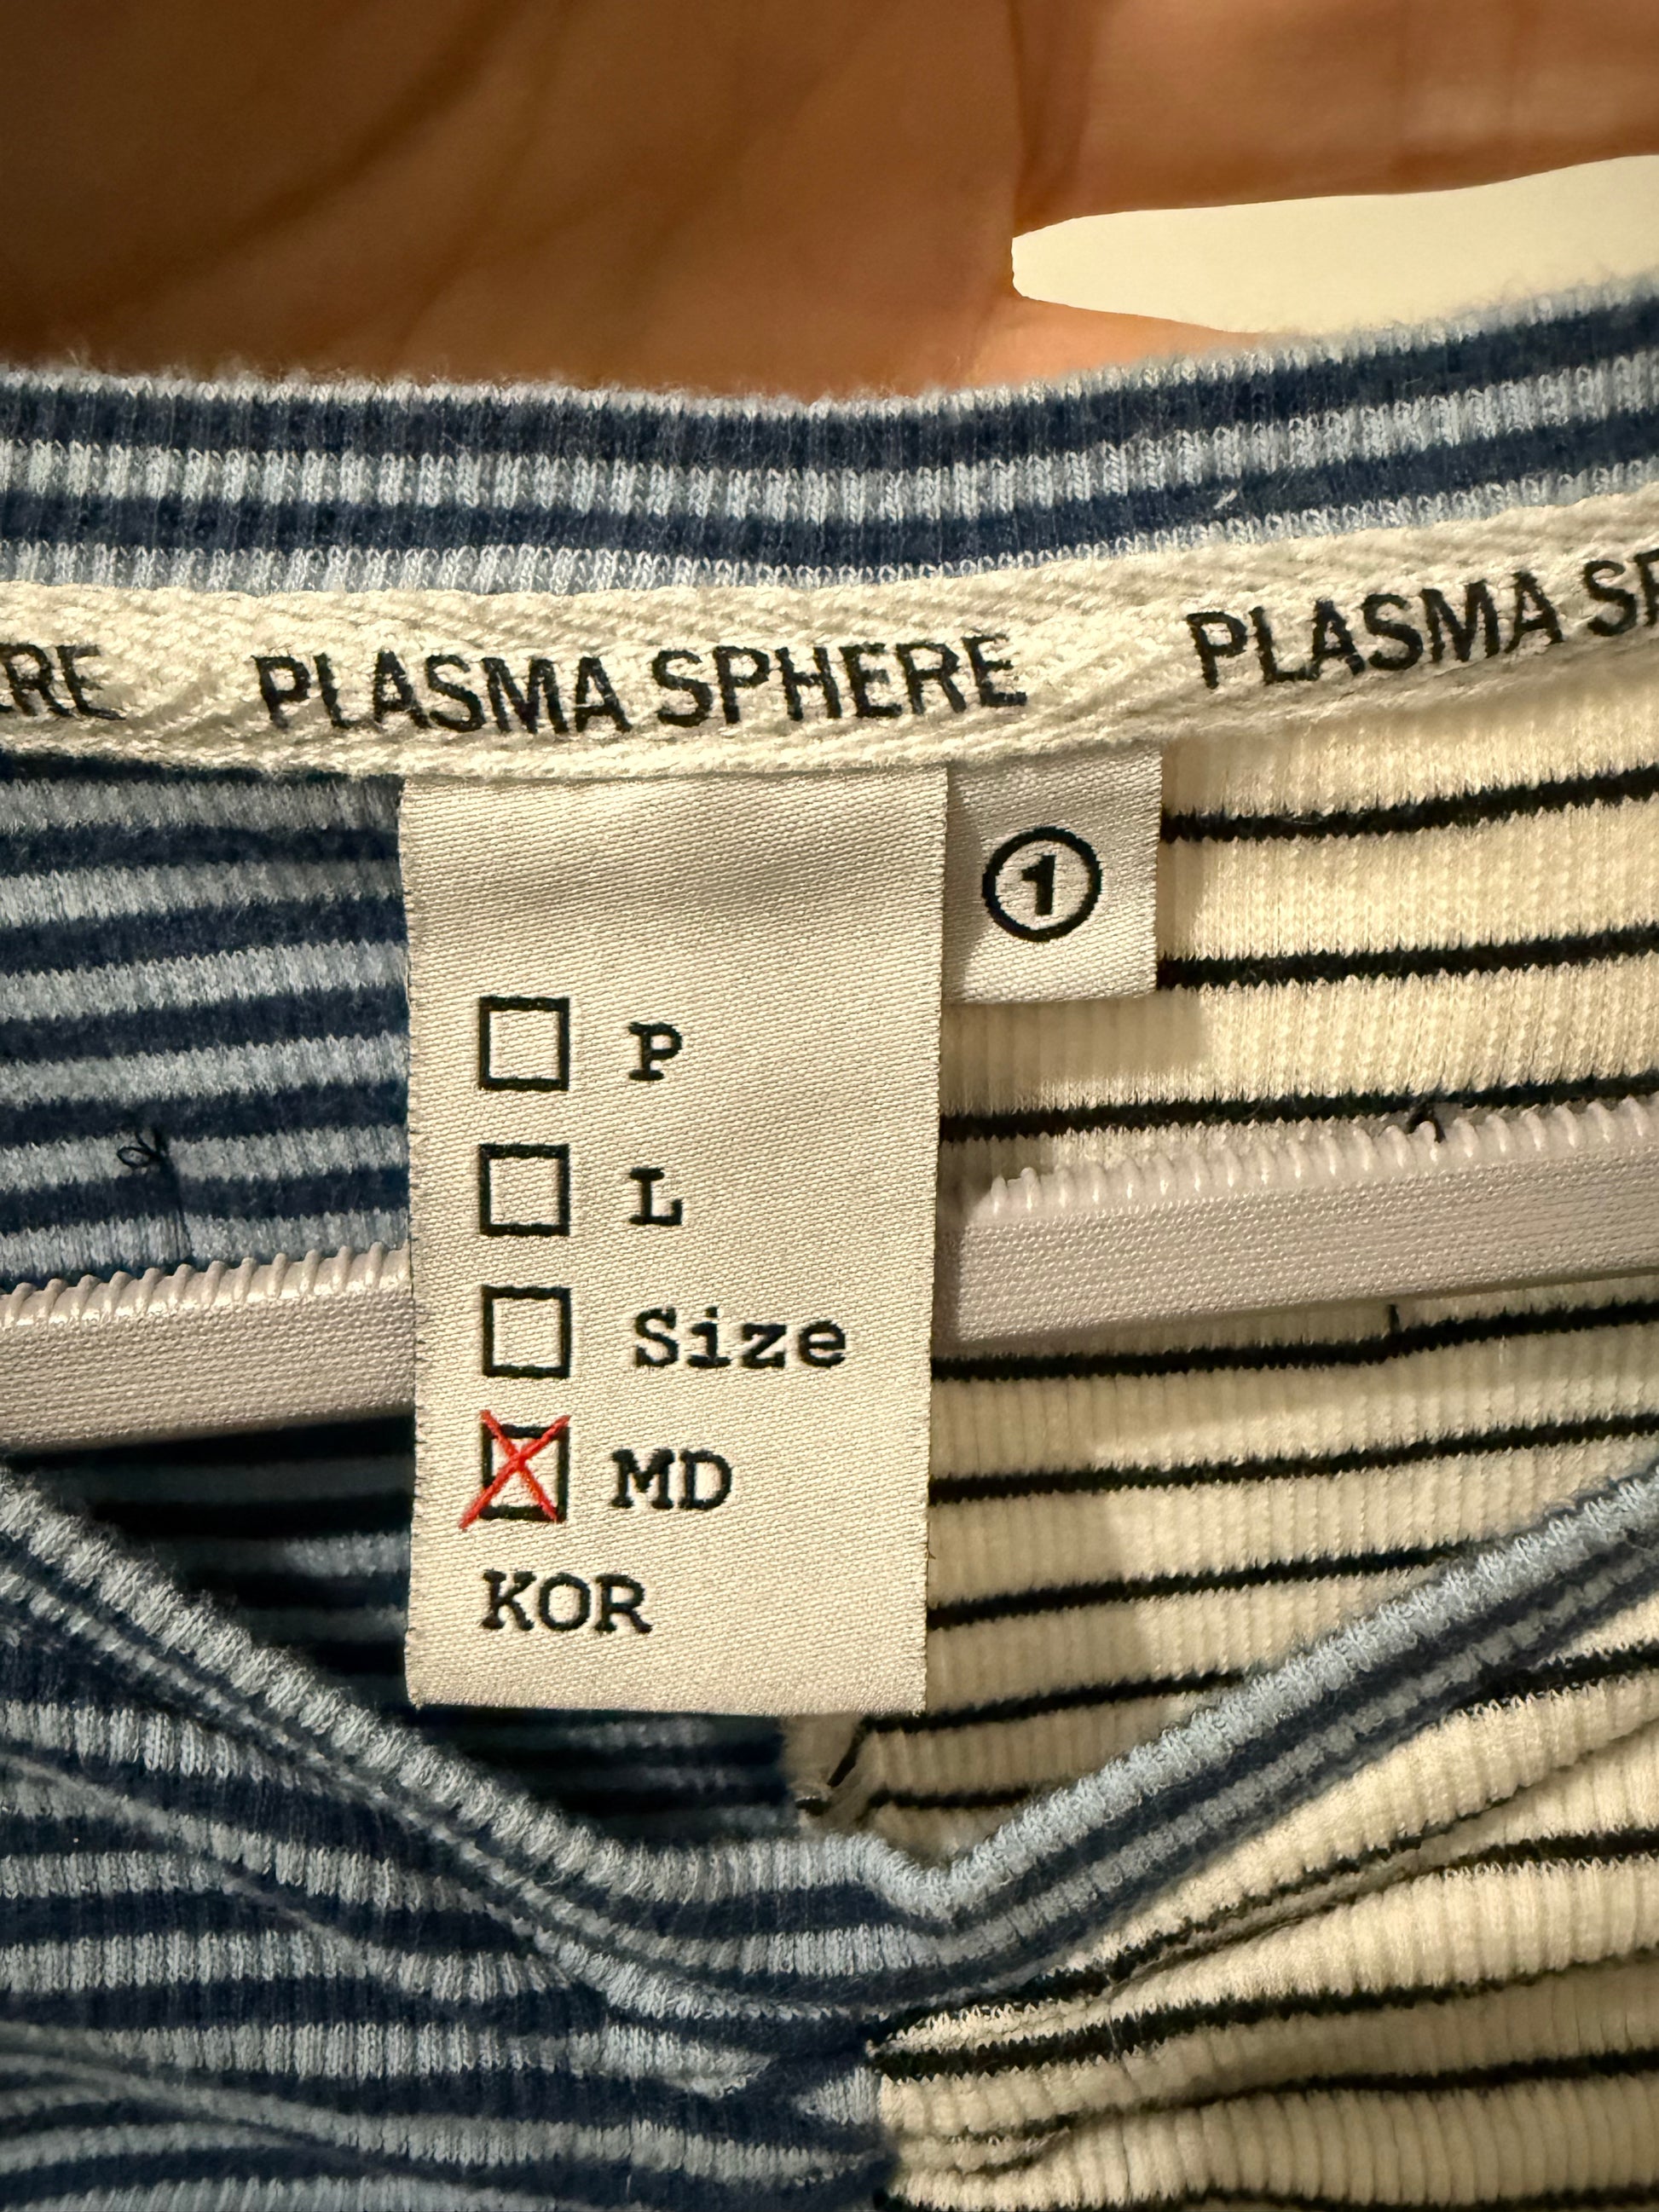 ERE PLASMA SPHERE PLASMA SP
1
P
L
Size
MD
KOR